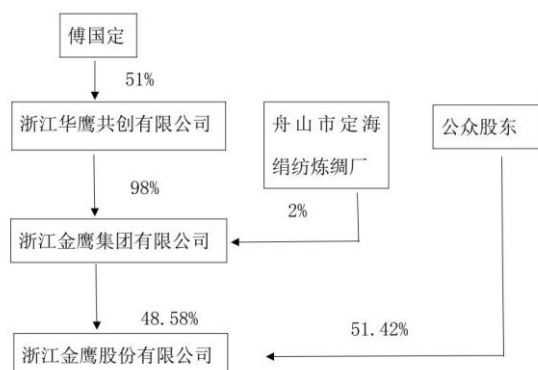 傅国定
51%
浙江华鹰共创有限公司
舟山市定海
绢纺炼绸厂
公众股东
98%
2%
浙江金鹰集团有限公司
48.58%
51.42%
浙江金鹰股份有限公司